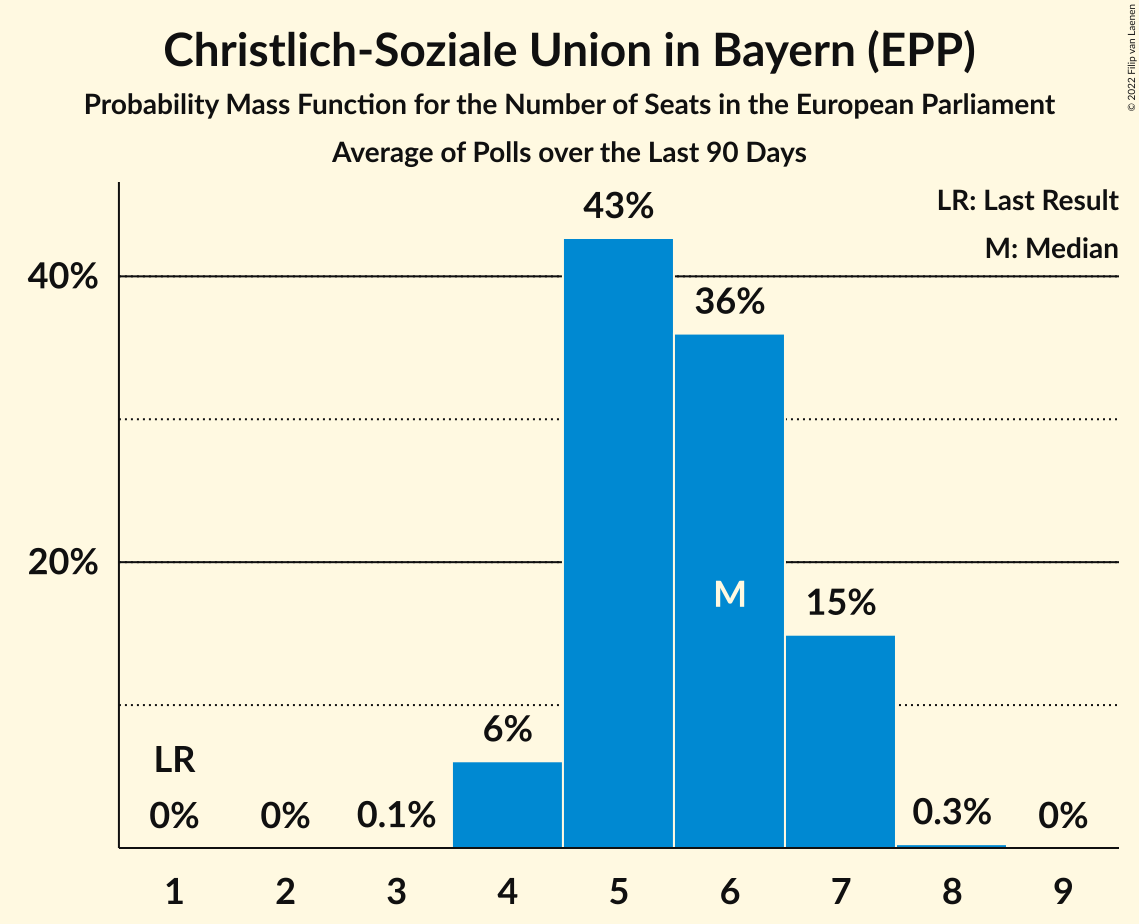 Christlich-Soziale Union in Bayern (EPP)
Probability Mass Function for the Number of Seats in the European Parliament
Average of Polls over the Last 90 Days
© 2022 Filip van Laenen
LR: Last Result
M: Median
43%
40%
36%
20%
M
15%
6%
LR
0% 0% 0.1% 0.3% 0%
1 2 3 4 5 6 7 8 9